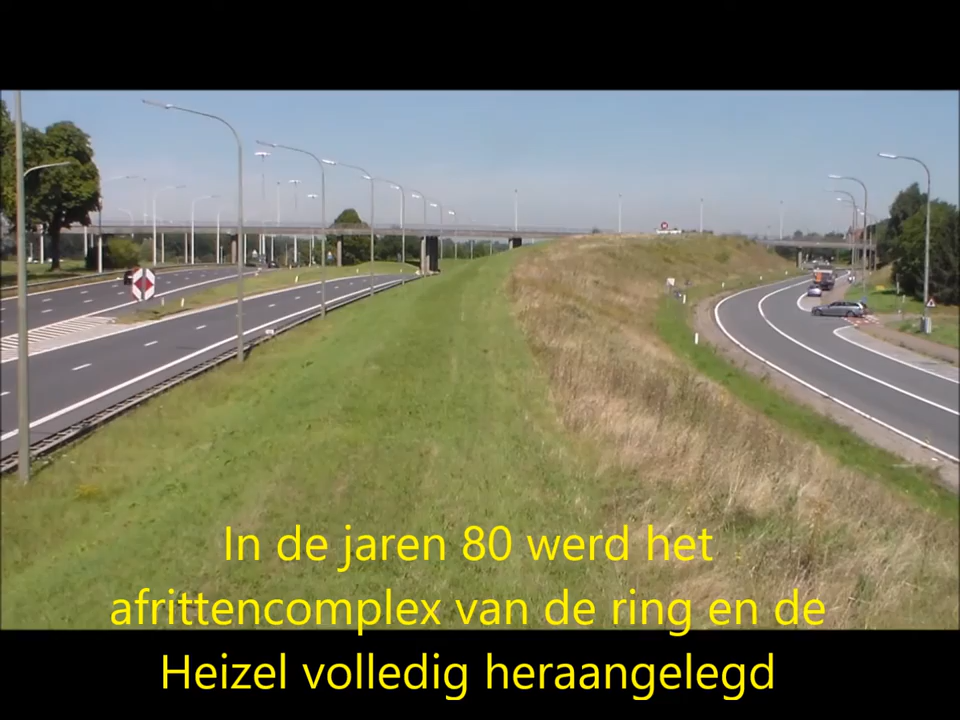 In de jaren 80 werd het
afrittencomplex van de ring en de
Heizel volledig heraangelegd